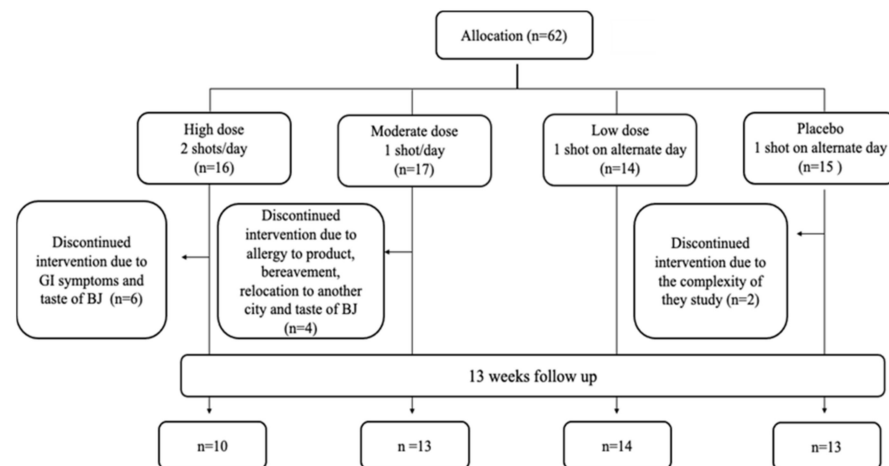 Allocation (n=62)
High dose
2 shots/day
(n=16)
Moderate dose
1 shot/day
(n=17)
Low dose
1 shot on alternate day
(n=14)
Placebo
1 shot on alternate day
(n=15 )
Discontinued
intervention due to
GI symptoms and
taste of BJ (n=6)
Discontinued
intervention due to
allergy to product,
bereavement,
relocation to another
city and taste of BJ
(n=4)
Discontinued
intervention due to
the complexity of
they study (n=2)
13 weeks follow up
n=10
n =13
n=14
n=13